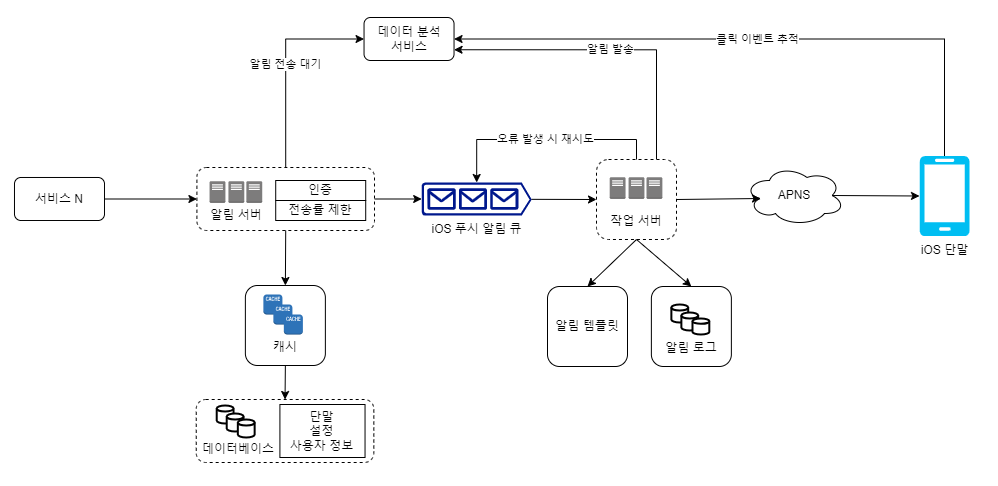 데이터 분석
서비스
클릭 이벤트 추적
알림 발송
알림 전송 대기
오류 발생 시 재시도
서비스 N
알림 서버
인증
전송률 제한
iOS 푸시 알림 큐
작업 서버
APNS
iOS 단말
CACHE
CACHE
CACHE
캐시
알림 템플릿
알림 로그
데이터베이스
단말
설정
사용자 정보